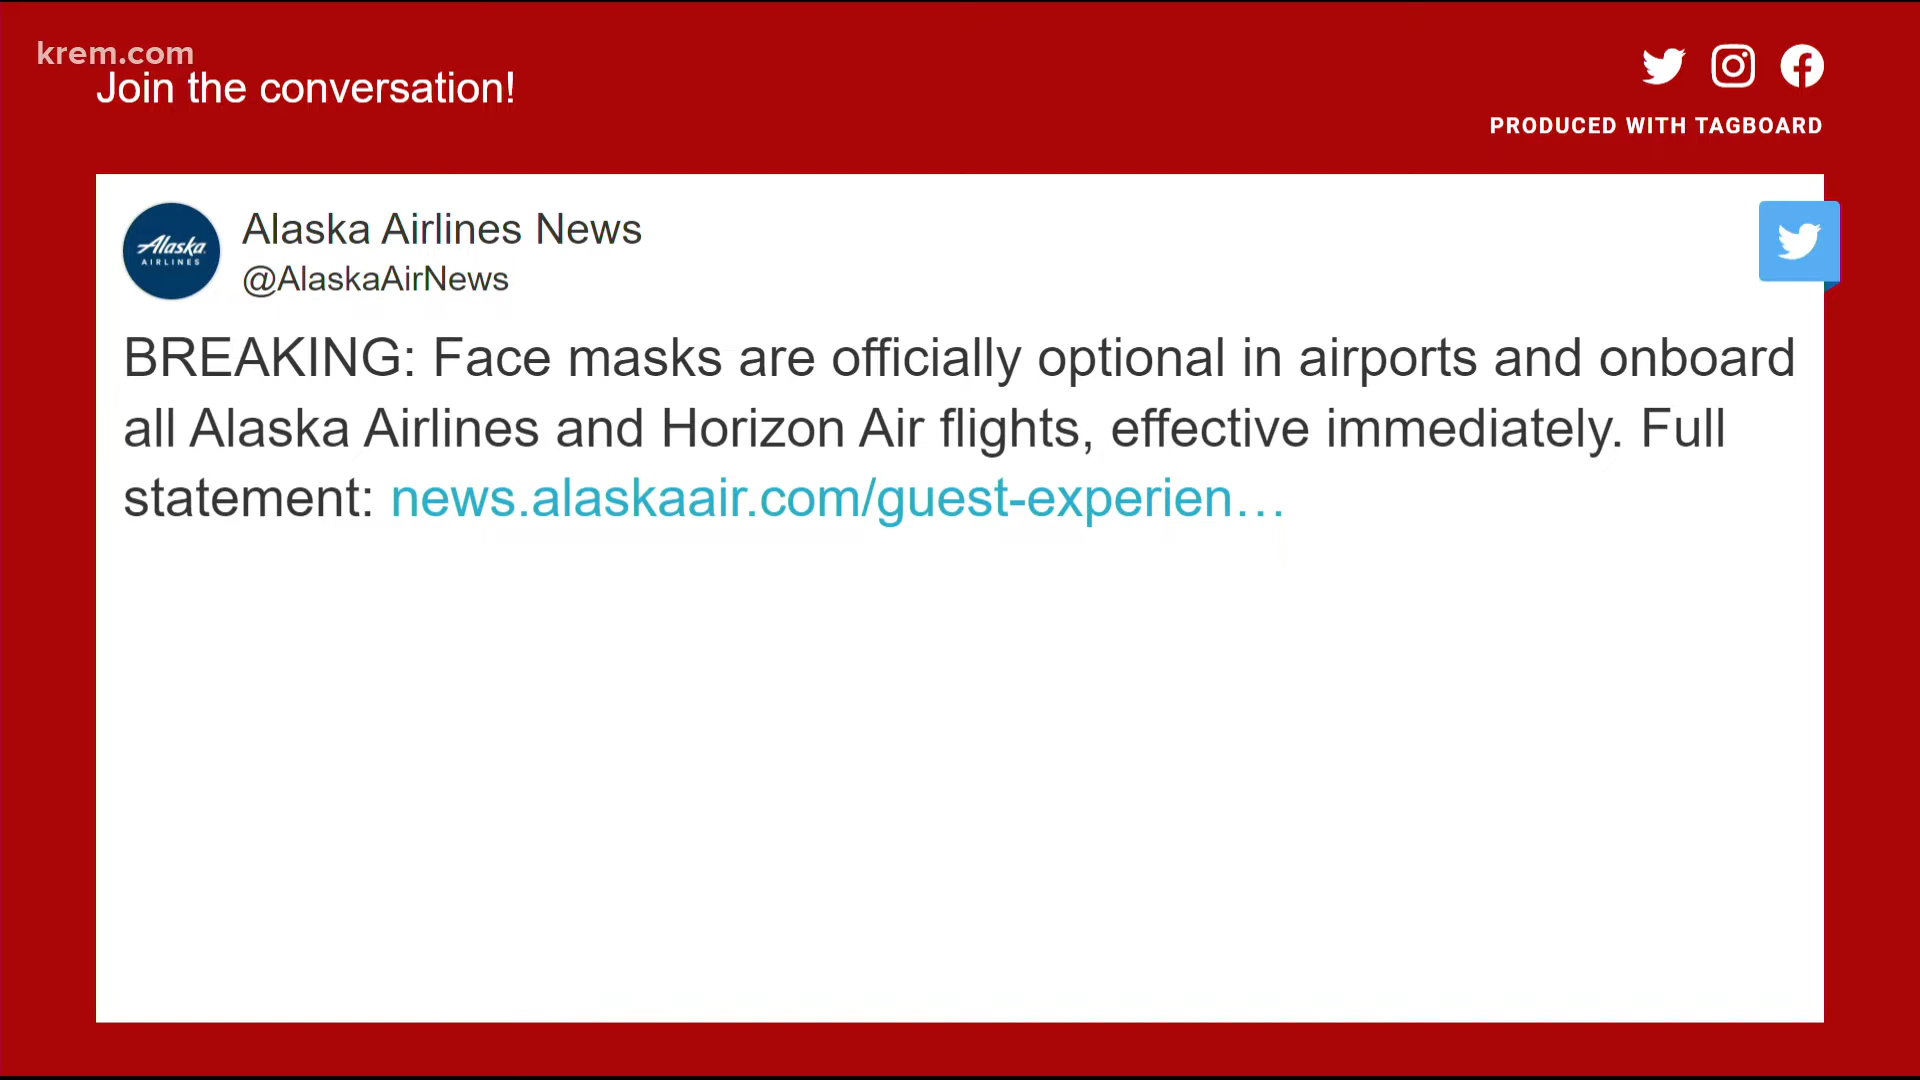 krem.com
Join the conversation!
PRODUCED WITH TAGBOARD
Alaska
AIRLINES
Alaska Airlines News
@AlaskaAirNews
BREAKING: Face masks are officially optional in airports and onboard
all Alaska Airlines and Horizon Air flights, effective immediately. Full
statement: news.alaskaair.com/guest-experien…